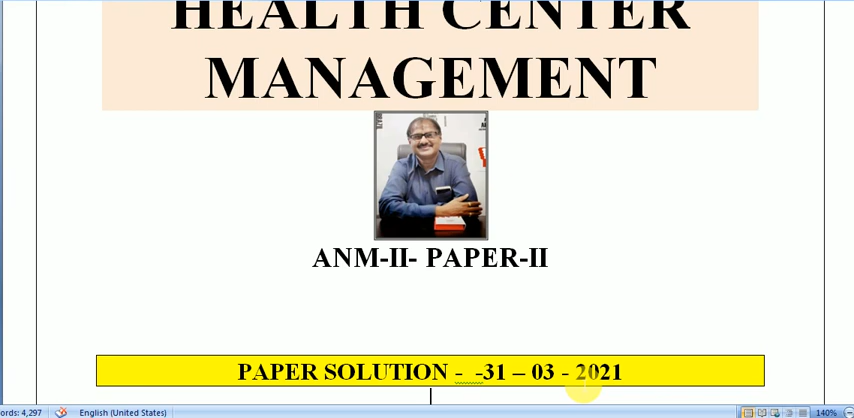 HEALTH CENTER
MANAGEMENT
ANM-II- PAPER-II
PAPER SOLUTION - -31 – 03 - 2021
ords: 4,297 English (United States) 140%